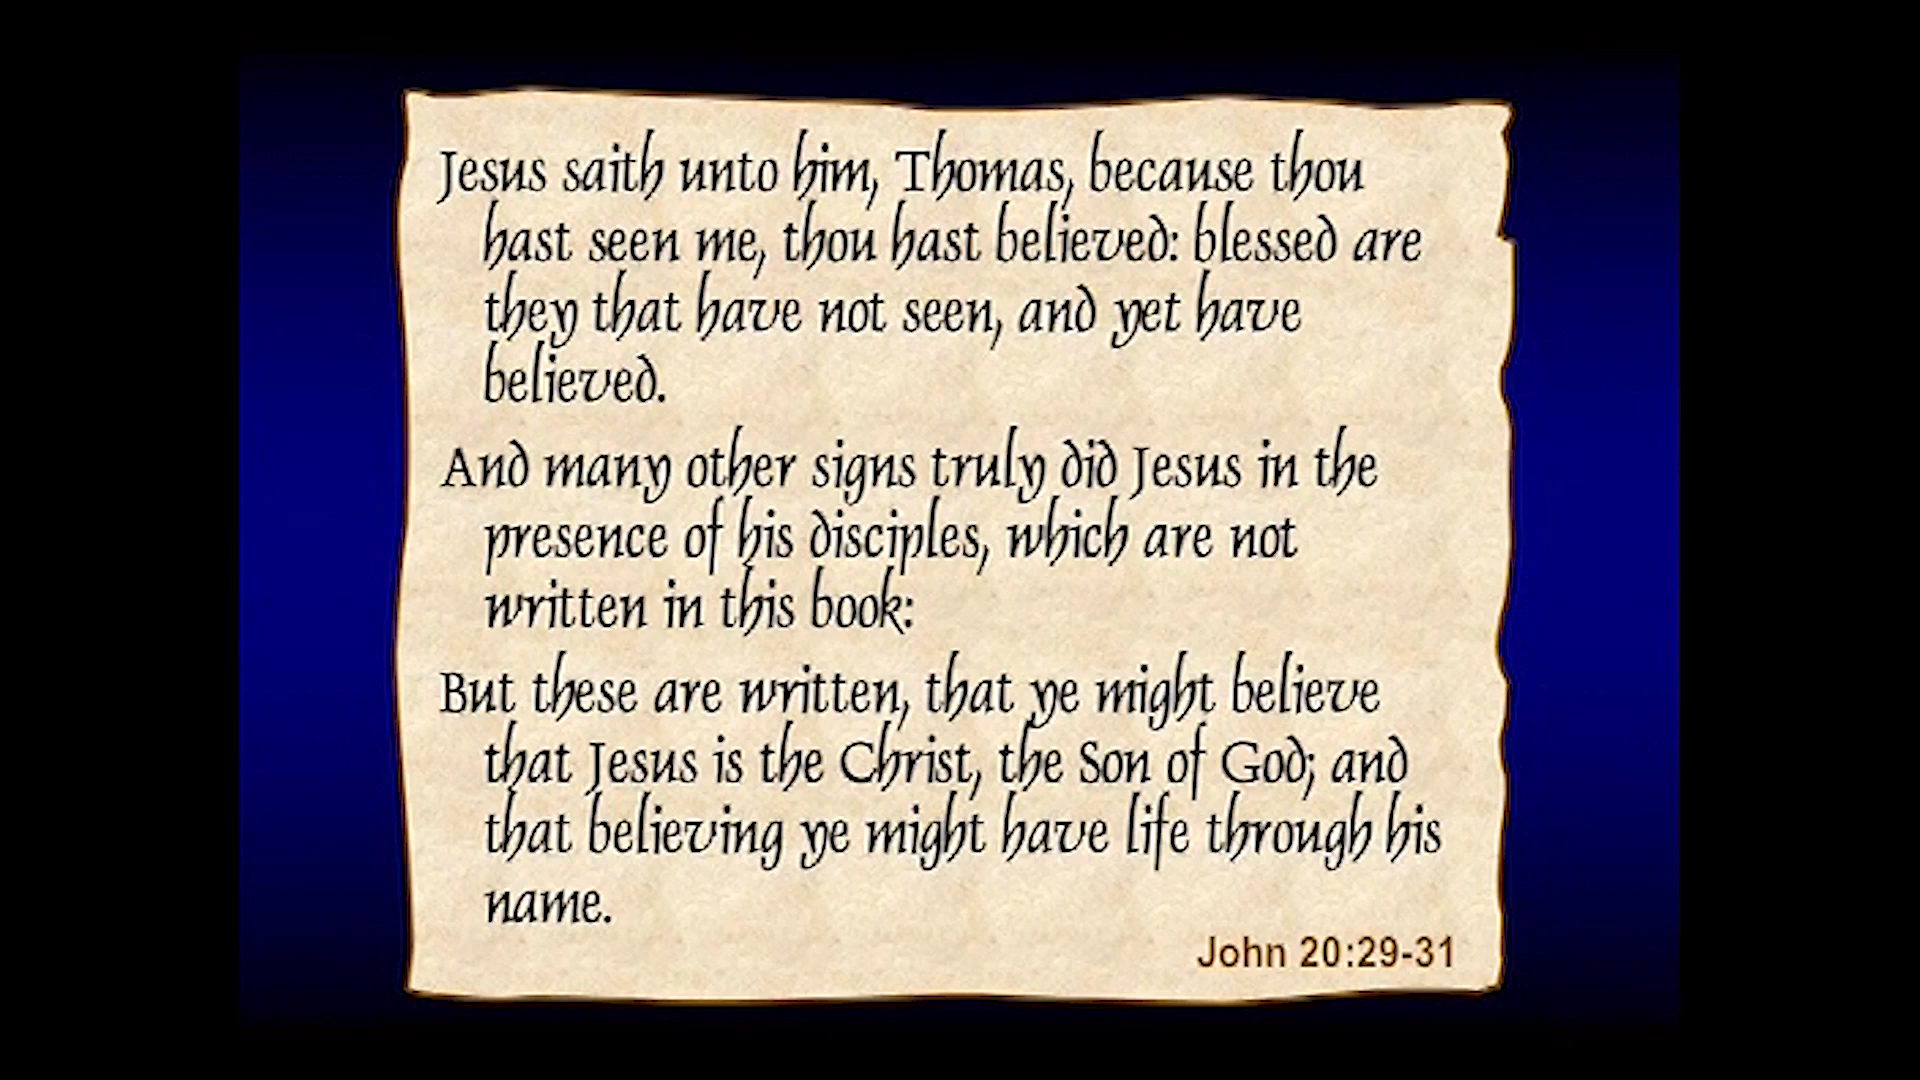 Jesus saith unto him, Thomas, because thou
hast seen me, thou hast believed: blessed are
they that have not seen, and yet have
believed.
And many other signs truly did Jesus in the
presence of his disciples, which are not
written in this book:
But these are written, that ye might believe
that Jesus is the Christ, the Son of God; and
that believing ye might have life through his
name.
John 20:29-31